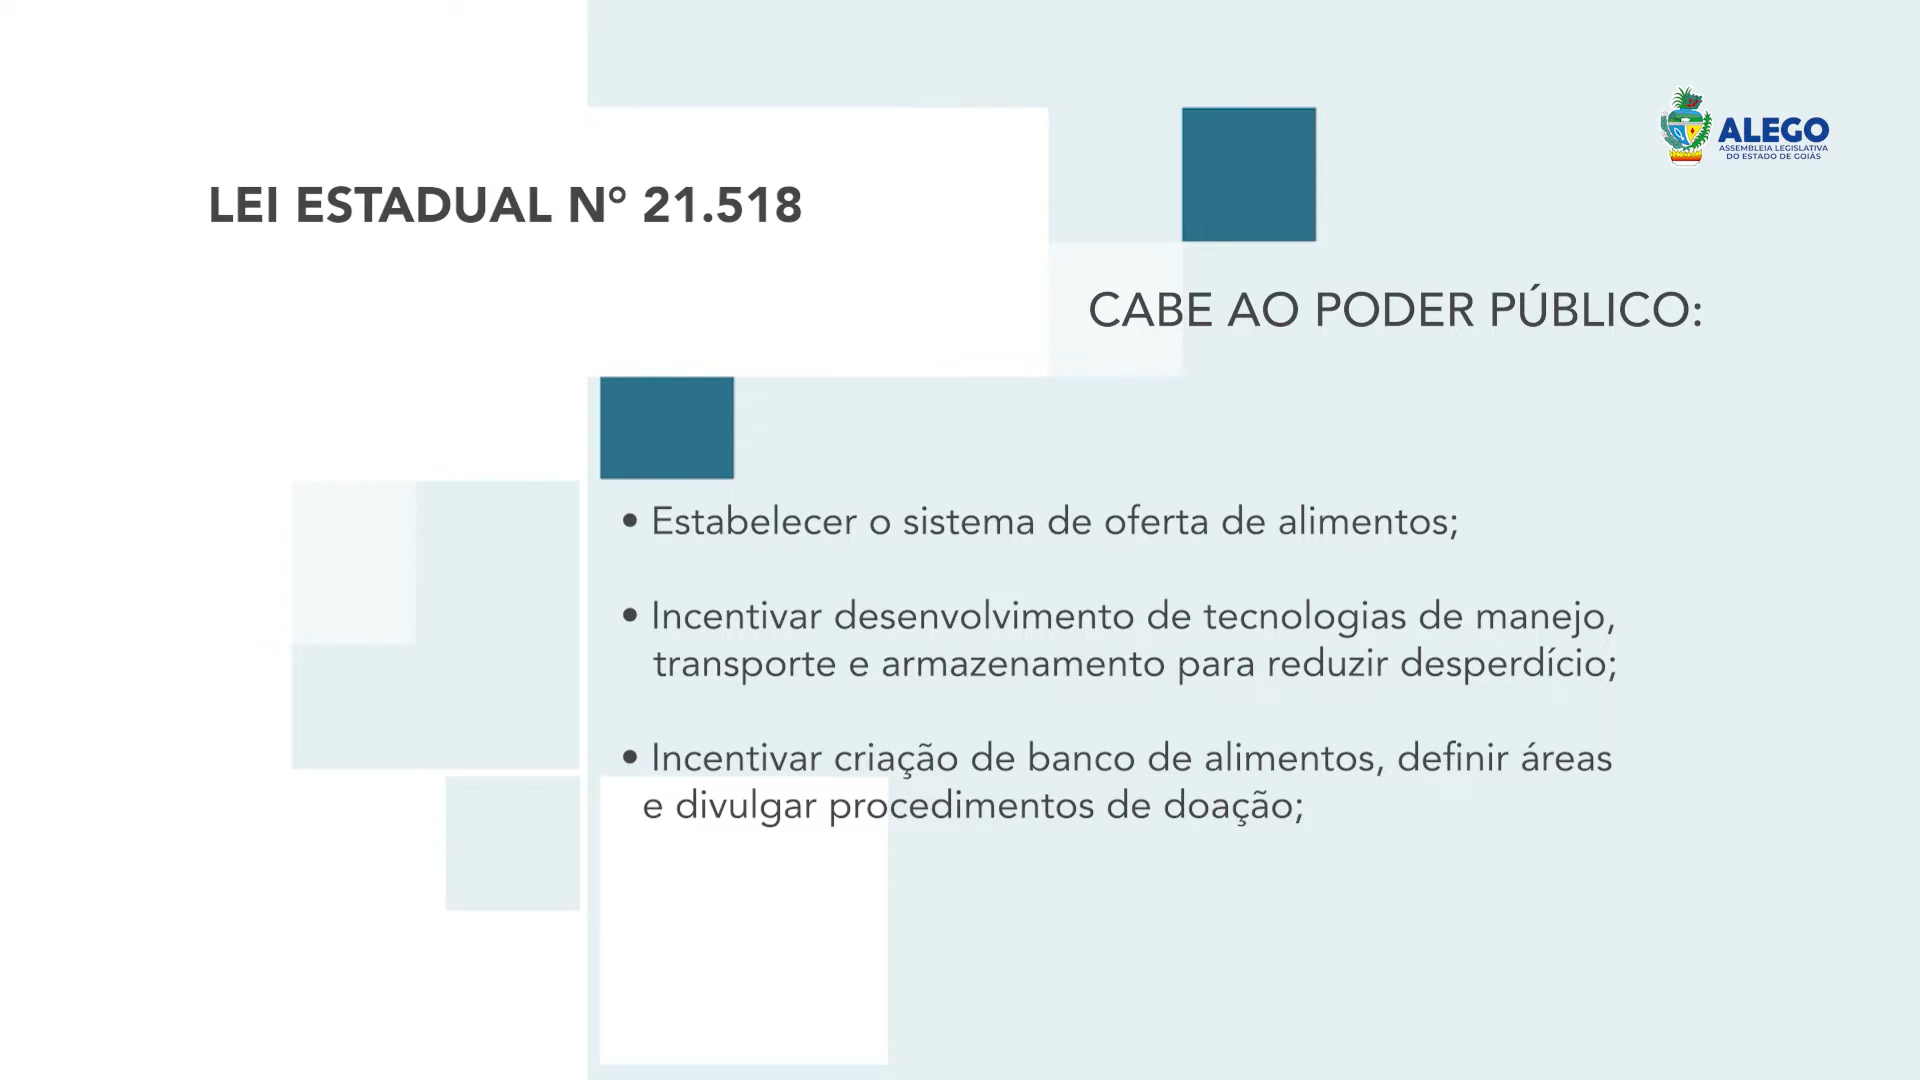 ALEGO
ASSEMBLEIA LEGISLATIVA
DO ESTADO DE GOIÁS
LEI ESTADUAL Nº 21.518
CABE AO PODER PÚBLICO:
• Estabelecer o sistema de oferta de alimentos;
• Incentivar desenvolvimento de tecnologias de manejo,
transporte e armazenamento para reduzir desperdício;
• Incentivar criação de banco de alimentos, definir áreas
e divulgar procedimentos de doação;